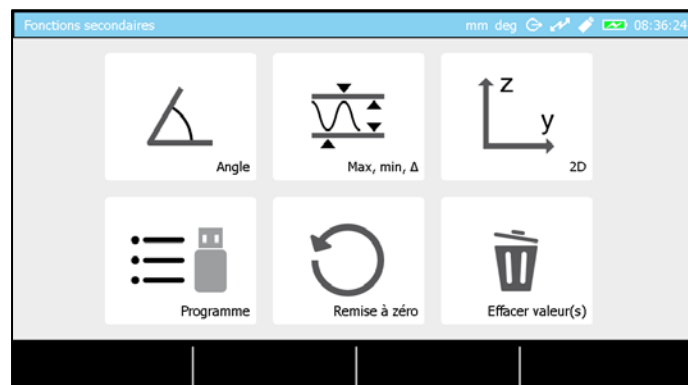 Fonctions secondaires mm deg 08:36:24
Angle
Max, min, Δ
z
y
2D
Programme
Remise à zéro
Effacer valeur(s)